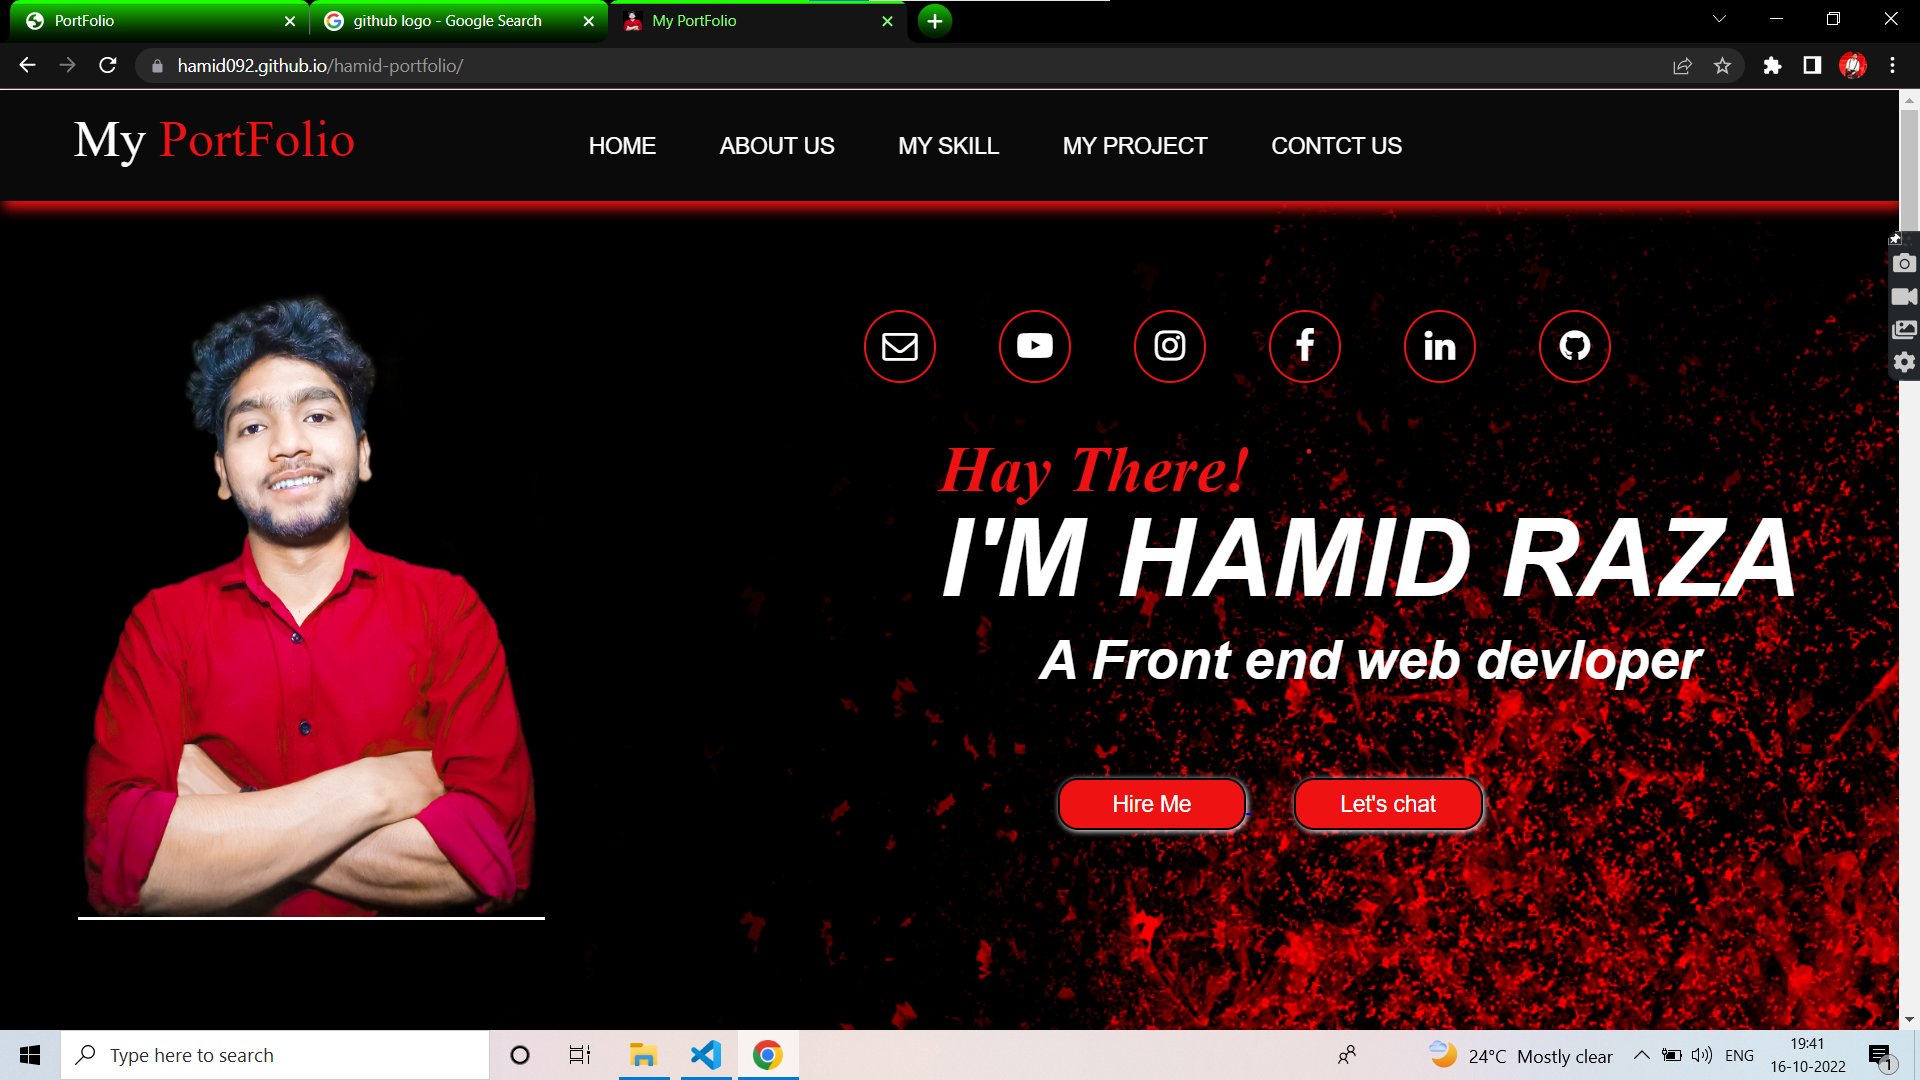 PortFolio
github logo - Google Search
My PortFolio
hamid092.github.io/hamid-portfolio/
My PortFolio
HOME
ABOUT US
MY SKILL
MY PROJECT
CONTCT US
Hay There!
I'M HAMID RAZA
A Front end web devloper
Hire Me
Let's chat
Type here to search
24°C Mostly clear
ENG
19:41
16-10-2022
1